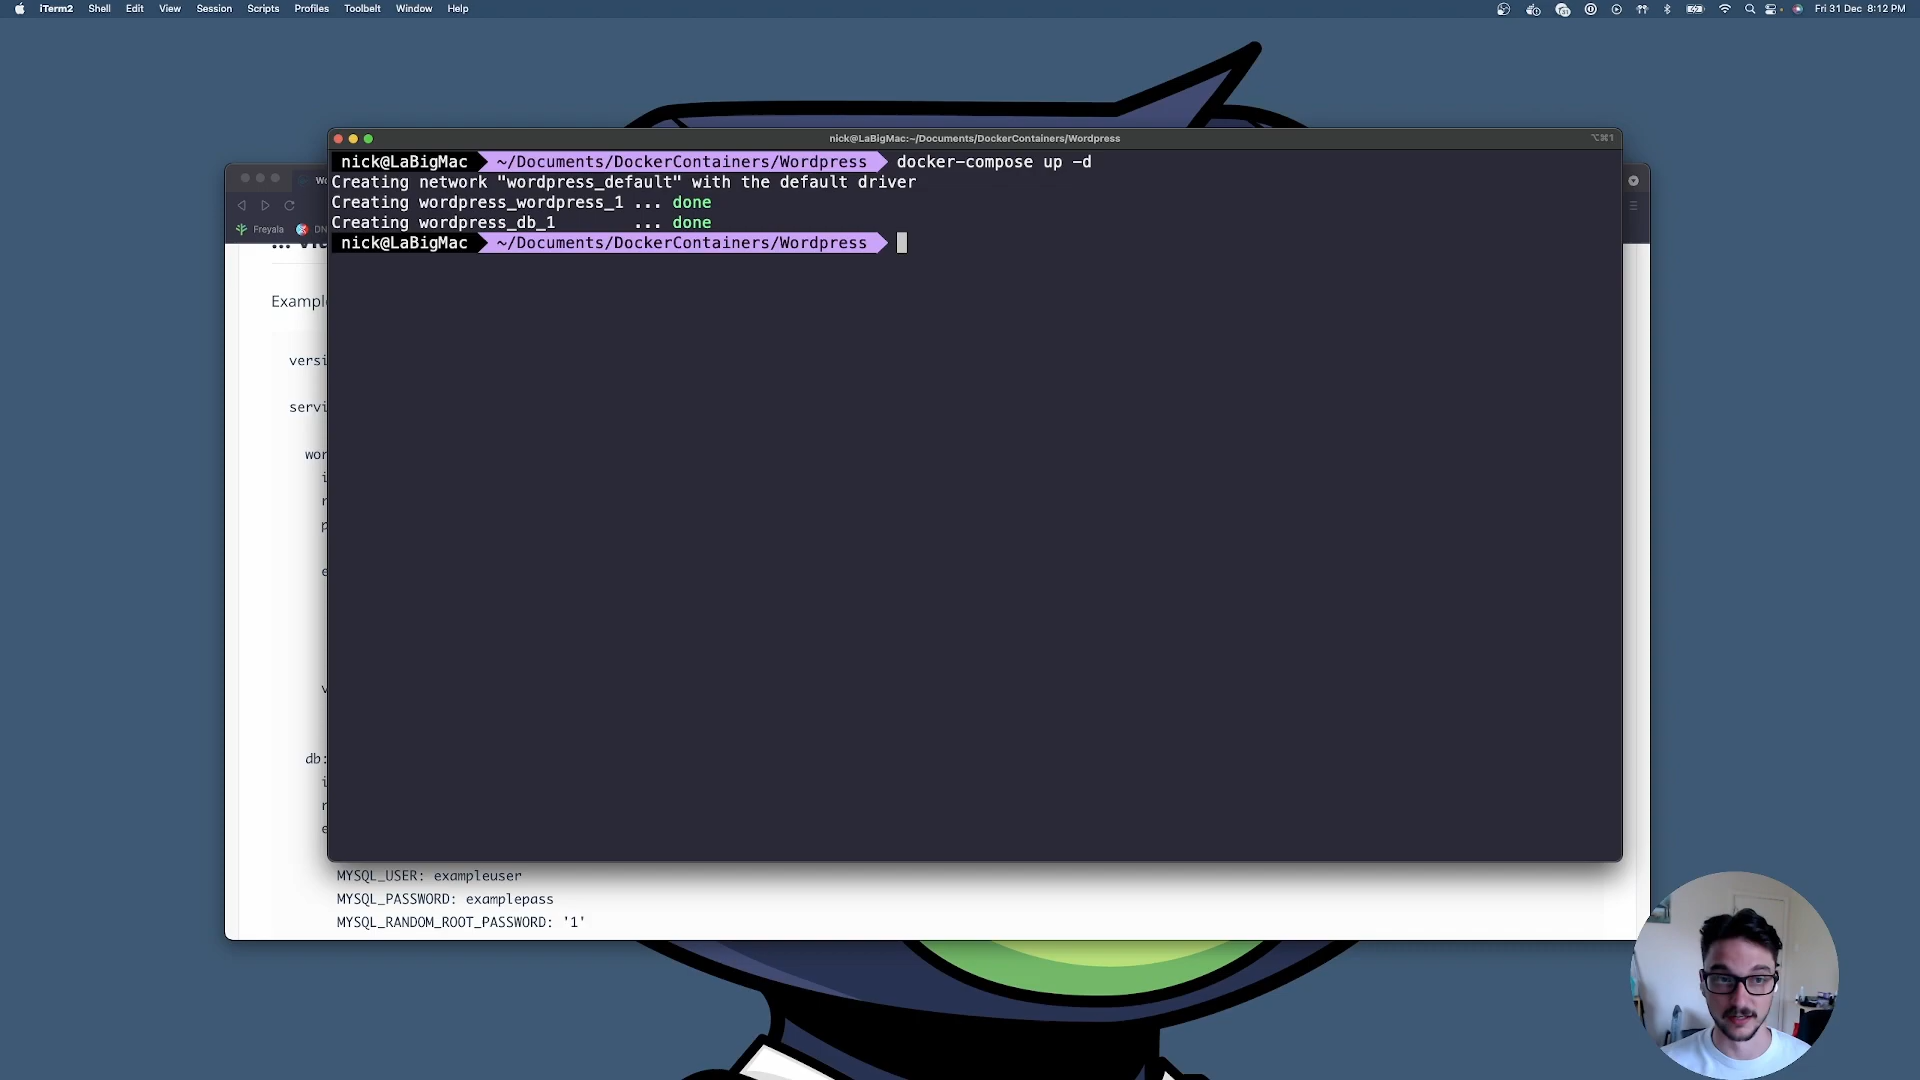 iTerm2 Shell Edit View Session Scripts Profiles Toolbelt Window Help
Fri 31 Dec 8:12 PM
nick@LaBigMac:~/Documents/DockerContainers/Wordpress
⌥⌘1
nick@LaBigMac ~/Documents/DockerContainers/Wordpress docker-compose up -d
Creating network "wordpress_default" with the default driver
Creating wordpress_wordpress_1 ... done
Creating wordpress_db_1 ... done
nick@LaBigMac ~/Documents/DockerContainers/Wordpress
Freyala
DN
Exampl
versi
servi
wor
i
r
p
e
v
db:
i
r
e
MYSQL_USER: exampleuser
MYSQL_PASSWORD: examplepass
MYSQL_RANDOM_ROOT_PASSWORD: '1'